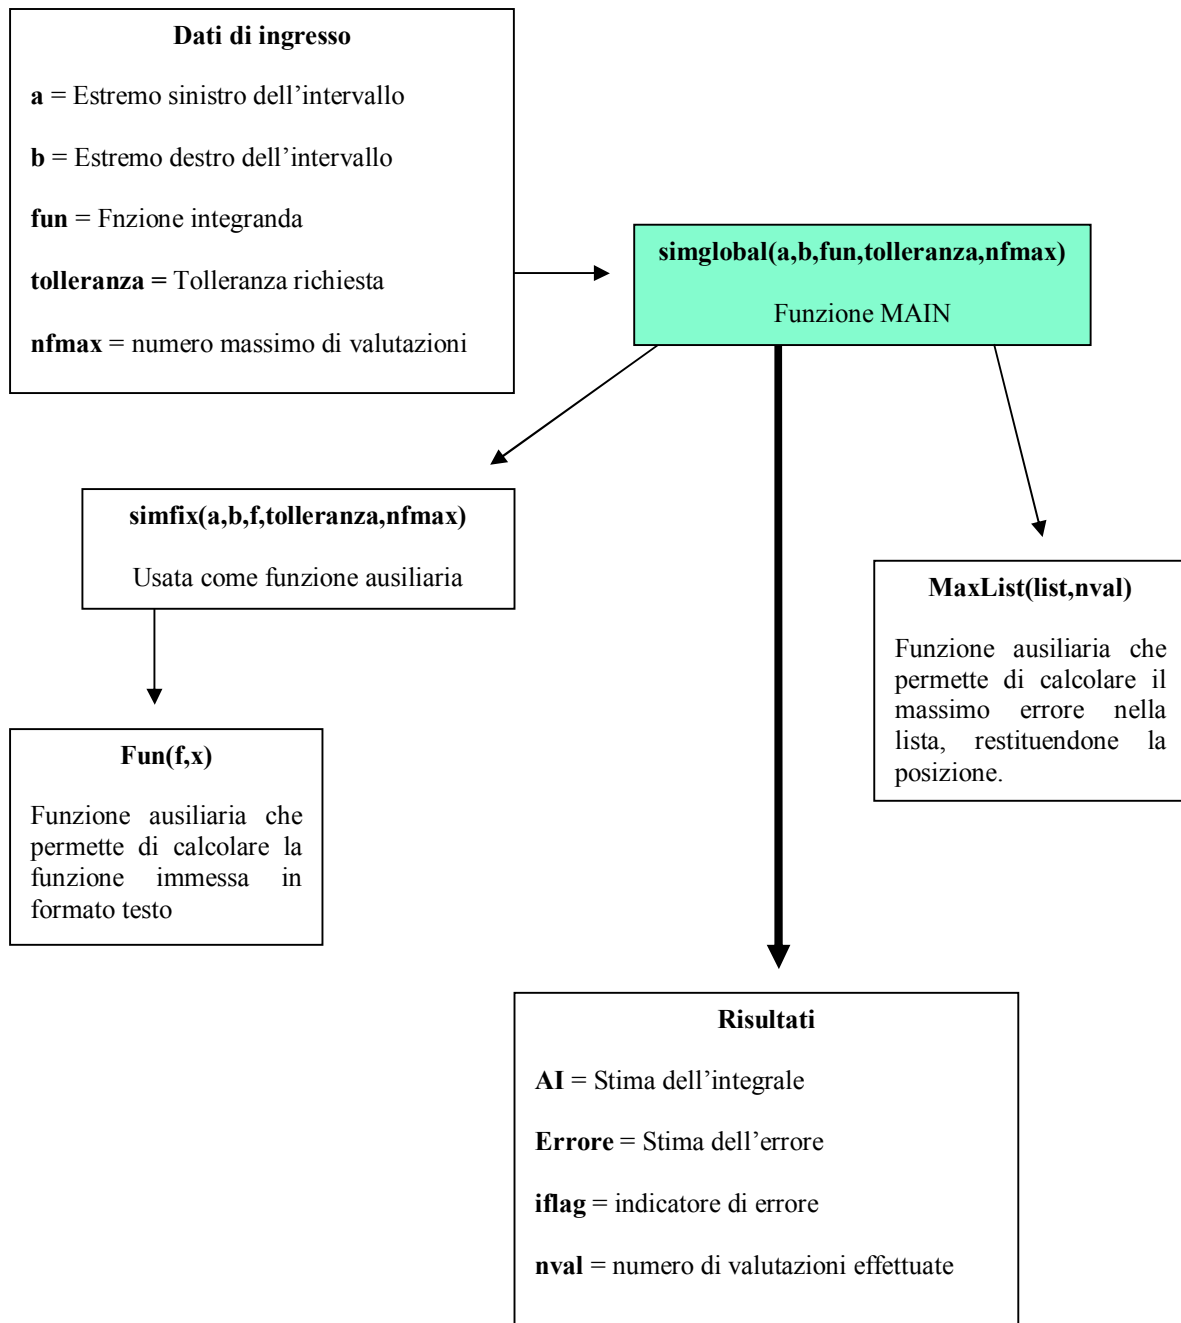 Dati di ingresso
a = Estremo sinistro dell’intervallo
b = Estremo destro dell’intervallo
fun = Fnzione integranda
tolleranza = Tolleranza richiesta
nfmax = numero massimo di valutazioni
simglobal(a,b,fun,tolleranza,nfmax)
Funzione MAIN
simfix(a,b,f,tolleranza,nfmax)
Usata come funzione ausiliaria
MaxList(list,nval)
Funzione ausiliaria che
permette di calcolare il
massimo errore nella
lista, restituendone la
posizione.
Fun(f,x)
Funzione ausiliaria che
permette di calcolare la
funzione immessa in
formato testo
Risultati
AI = Stima dell’integrale
Errore = Stima dell’errore
iflag = indicatore di errore
nval = numero di valutazioni effettuate